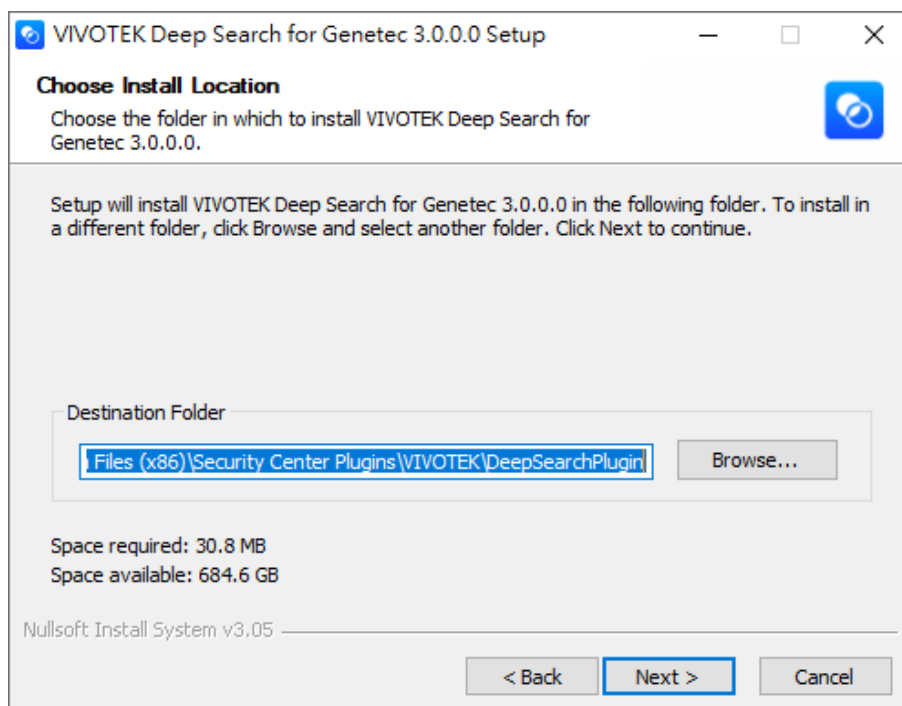 VIVOTEK Deep Search for Genetec 3.0.0.0 Setup
Choose Install Location
Choose the folder in which to install VIVOTEK Deep Search for
Genetec 3.0.0.0.
Setup will install VIVOTEK Deep Search for Genetec 3.0.0.0 in the following folder. To install in
a different folder, click Browse and select another folder. Click Next to continue.
Destination Folder
Files (x86)\Security Center Plugins\VIVOTEK\DeepSearchPlugin
Browse...
Space required: 30.8 MB
Space available: 684.6 GB
Nullsoft Install System v3.05
< Back
Next >
Cancel